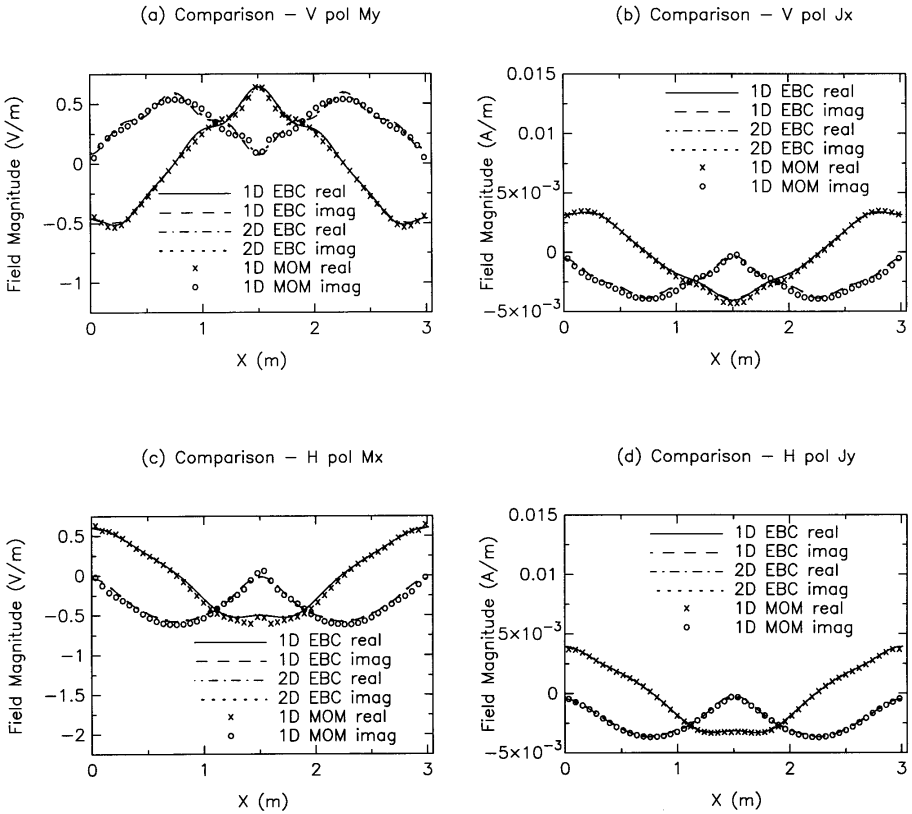 (a) Comparison – V pol My
Field Magnitude (V/m)
0.5
0
−0.5
−1
1D EBC real
1D EBC imag
2D EBC real
2D EBC imag
1D MOM real
1D MOM imag
0 1 2 3
X (m)
(b) Comparison – V pol Jx
Field Magnitude (A/m)
0.015
0.01
5×10⁻³
0
−5×10⁻³
1D EBC real
1D EBC imag
2D EBC real
2D EBC imag
1D MOM real
1D MOM imag
0 1 2 3
X (m)
(c) Comparison – H pol Mx
Field Magnitude (V/m)
0.5
0
−0.5
−1
−1.5
−2
1D EBC real
1D EBC imag
2D EBC real
2D EBC imag
1D MOM real
1D MOM imag
0 1 2 3
X (m)
(d) Comparison – H pol Jy
Field Magnitude (A/m)
0.015
0.01
5×10⁻³
0
−5×10⁻³
1D EBC real
1D EBC imag
2D EBC real
2D EBC imag
1D MOM real
1D MOM imag
0 1 2 3
X (m)